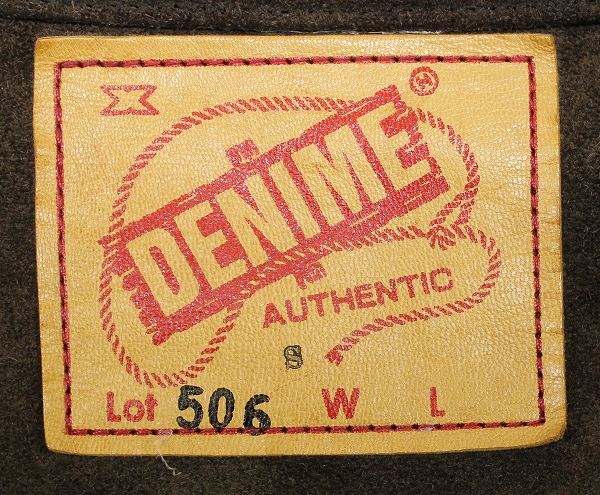 DENIME ®
AUTHENTIC
S
Lot 506 W L